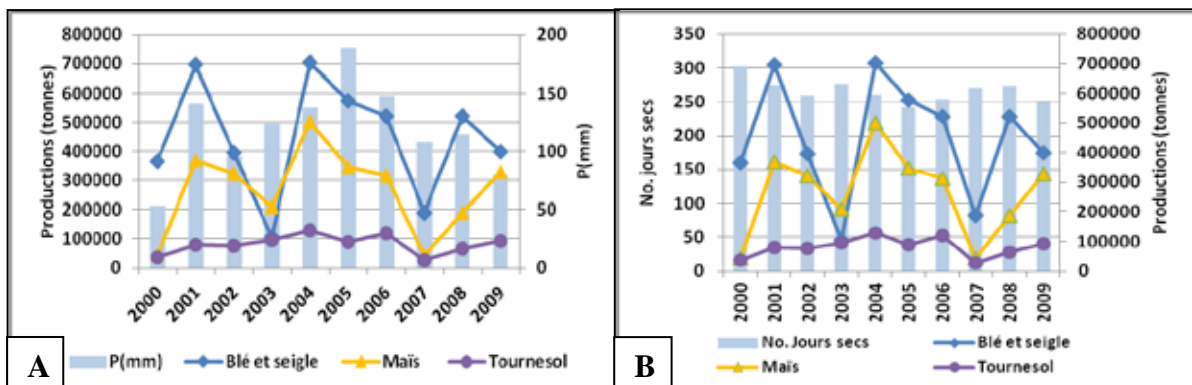 Productions (tonnes)
800000
700000
600000
500000
400000
300000
200000
100000
0
200
150
100
50
0
P(mm)
2000 2001 2002 2003 2004 2005 2006 2007 2008 2009
P(mm) Blé et seigle Maïs Tournesol
A
No. jours secs
350
300
250
200
150
100
50
0
800000
700000
600000
500000
400000
300000
200000
100000
0
Productions (tonnes)
2000 2001 2002 2003 2004 2005 2006 2007 2008 2009
No. Jours secs Blé et seigle
Maïs Tournesol
B